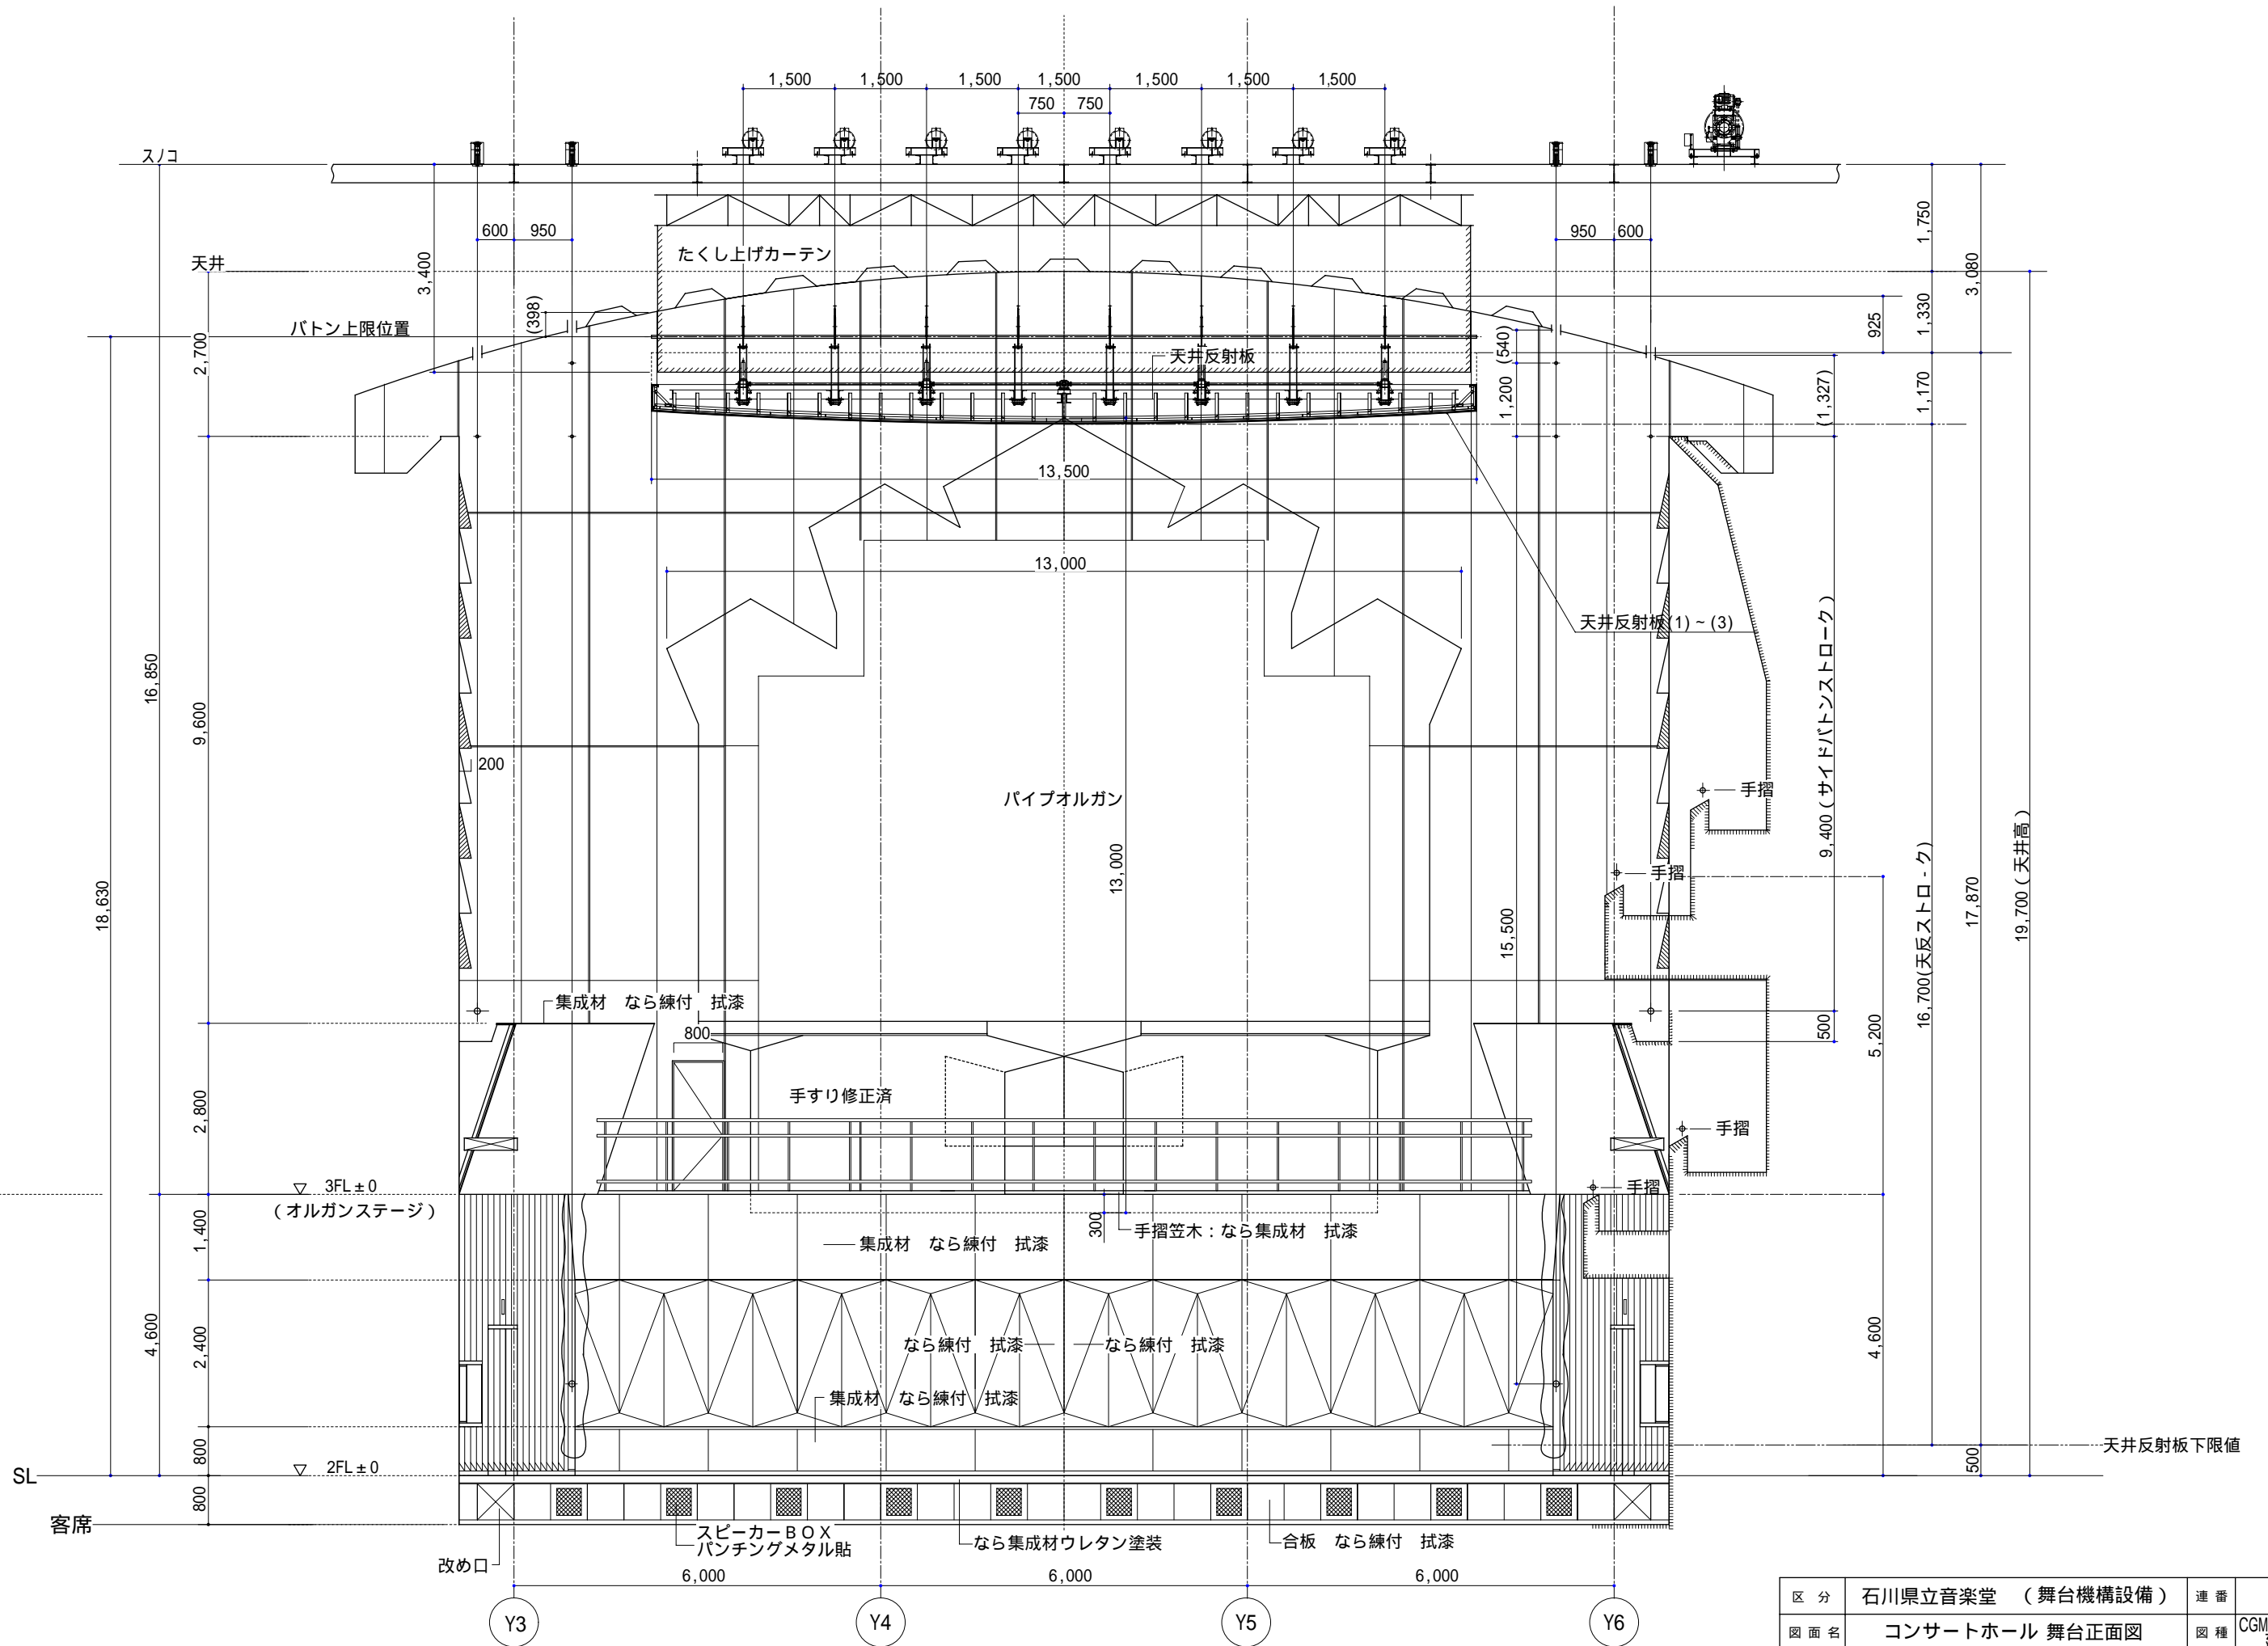 1,500
1,500
1,500
1,500
1,500
1,500
1,500
750
750
スノコ
600
950
950
600
1,750
3,080
たくし上げカーテン
天井
3,400
(398)
バトン上限位置
2,700
天井反射板
(540)
925
1,330
1,200
(1,327)
1,170
13,500
13,000
天井反射板(1)~(3)
16,850
9,600
200
パイプオルガン
手摺
手摺
9,400(サイドバトンストローク)
13,000
18,630
15,500
16,700(天反ストロ-ク)
17,870
19,700(天井高)
集成材 なら練付 拭漆
800
500
5,200
手すり修正済
2,800
手摺
3FL±0
(オルガンステージ)
手摺
1,400
300
手摺笠木:なら集成材 拭漆
集成材 なら練付 拭漆
4,600
2,400
なら練付 拭漆
なら練付 拭漆
4,600
集成材 なら練付 拭漆
800
天井反射板下限値
500
SL
2FL±0
800
客席
スピーカーBOX
パンチングメタル貼
なら集成材ウレタン塗装
合板 なら練付 拭漆
改め口
6,000
6,000
6,000
Y3
Y4
Y5
Y6
区分 石川県立音楽堂 (舞台機構設備) 連番
図面名 コンサートホール 舞台正面図 図種 CGM